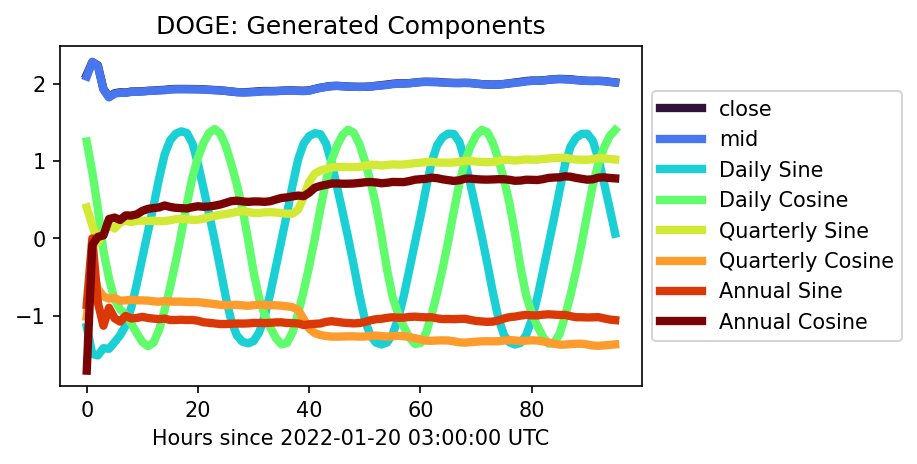 DOGE: Generated Components
2
1
0
−1
0
20
40
60
80
Hours since 2022-01-20 03:00:00 UTC
close
mid
Daily Sine
Daily Cosine
Quarterly Sine
Quarterly Cosine
Annual Sine
Annual Cosine